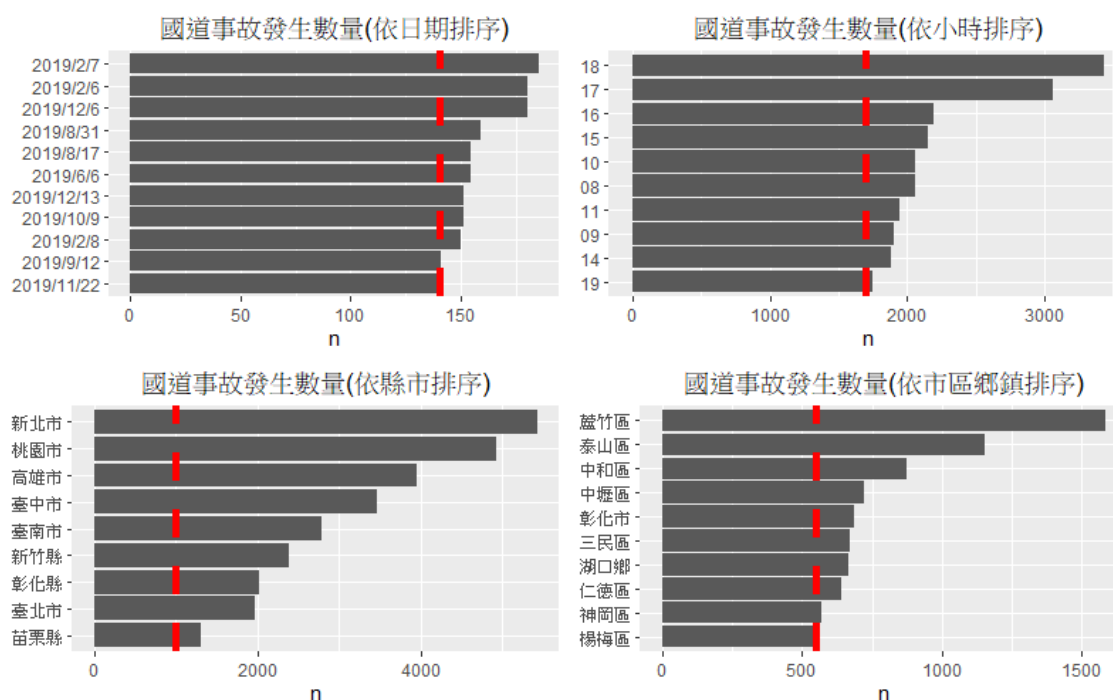 國道事故發生數量(依日期排序)
2019/2/7
2019/2/6
2019/12/6
2019/8/31
2019/8/17
2019/6/6
2019/12/13
2019/10/9
2019/2/8
2019/9/12
2019/11/22
0 50 100 150
n
國道事故發生數量(依小時排序)
18
17
16
15
10
08
11
09
14
19
0 1000 2000 3000
n
國道事故發生數量(依縣市排序)
新北市
桃園市
高雄市
臺中市
臺南市
新竹縣
彰化縣
臺北市
苗栗縣
0 2000 4000
n
國道事故發生數量(依市區鄉鎮排序)
蘆竹區
泰山區
中和區
中壢區
彰化市
三民區
湖口鄉
仁德區
神岡區
楊梅區
0 500 1000 1500
n